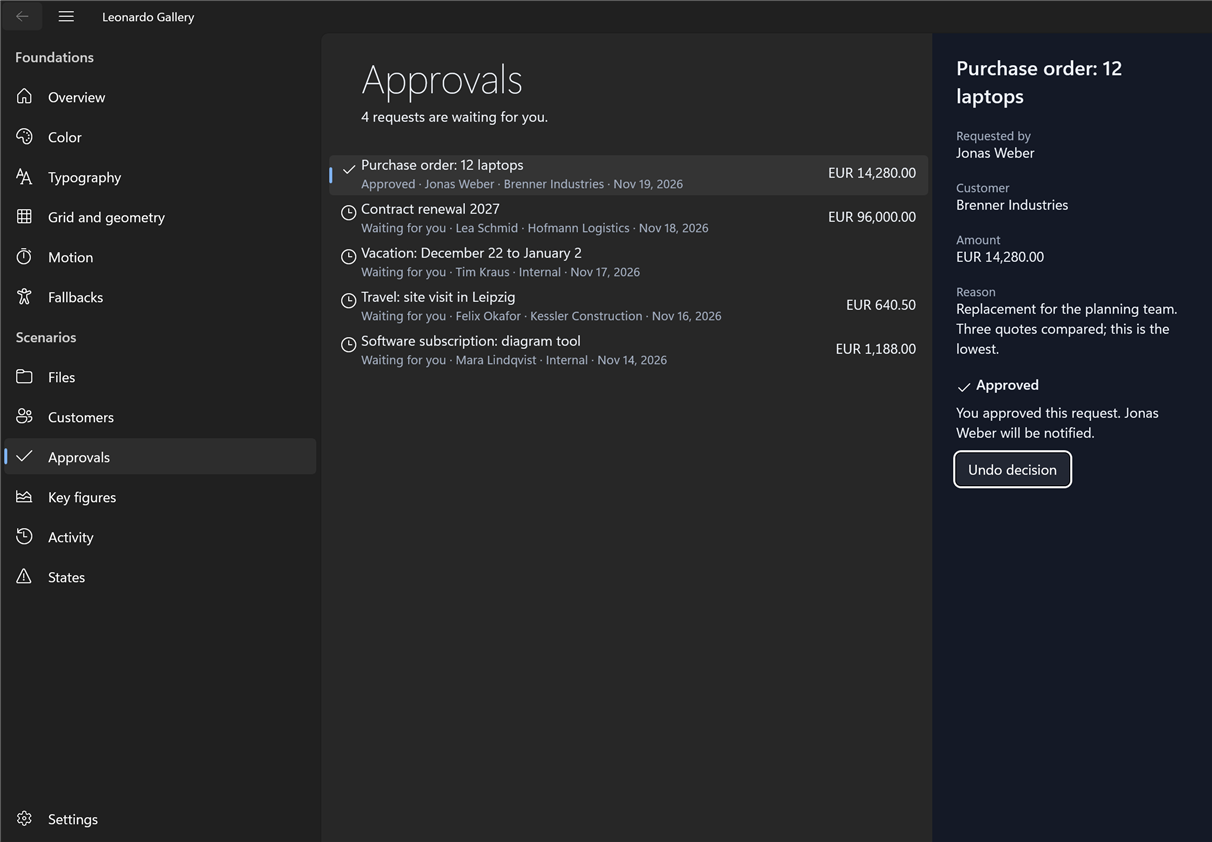 Leonardo Gallery
Foundations
Overview
Color
Typography
Grid and geometry
Motion
Fallbacks
Scenarios
Files
Customers
Approvals
Key figures
Activity
States
Settings
Approvals
4 requests are waiting for you.
Purchase order: 12 laptops
Approved · Jonas Weber · Brenner Industries · Nov 19, 2026
EUR 14,280.00
Contract renewal 2027
Waiting for you · Lea Schmid · Hofmann Logistics · Nov 18, 2026
EUR 96,000.00
Vacation: December 22 to January 2
Waiting for you · Tim Kraus · Internal · Nov 17, 2026
Travel: site visit in Leipzig
Waiting for you · Felix Okafor · Kessler Construction · Nov 16, 2026
EUR 640.50
Software subscription: diagram tool
Waiting for you · Mara Lindqvist · Internal · Nov 14, 2026
EUR 1,188.00
Purchase order: 12
laptops
Requested by
Jonas Weber
Customer
Brenner Industries
Amount
EUR 14,280.00
Reason
Replacement for the planning team.
Three quotes compared; this is the
lowest.
Approved
You approved this request. Jonas
Weber will be notified.
Undo decision